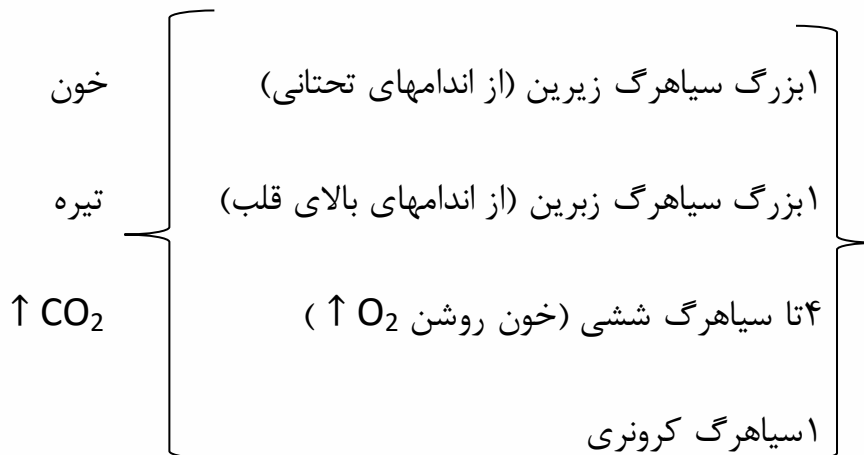 ۱بزرگ سیاهرگ زیرین (از اندامهای تحتانی) خون
۱بزرگ سیاهرگ زبرین (از اندامهای بالای قلب) تیره
۴تا سیاهرگ ششی (خون روشن O₂ ↑) CO₂ ↑
۱سیاهرگ کرونری